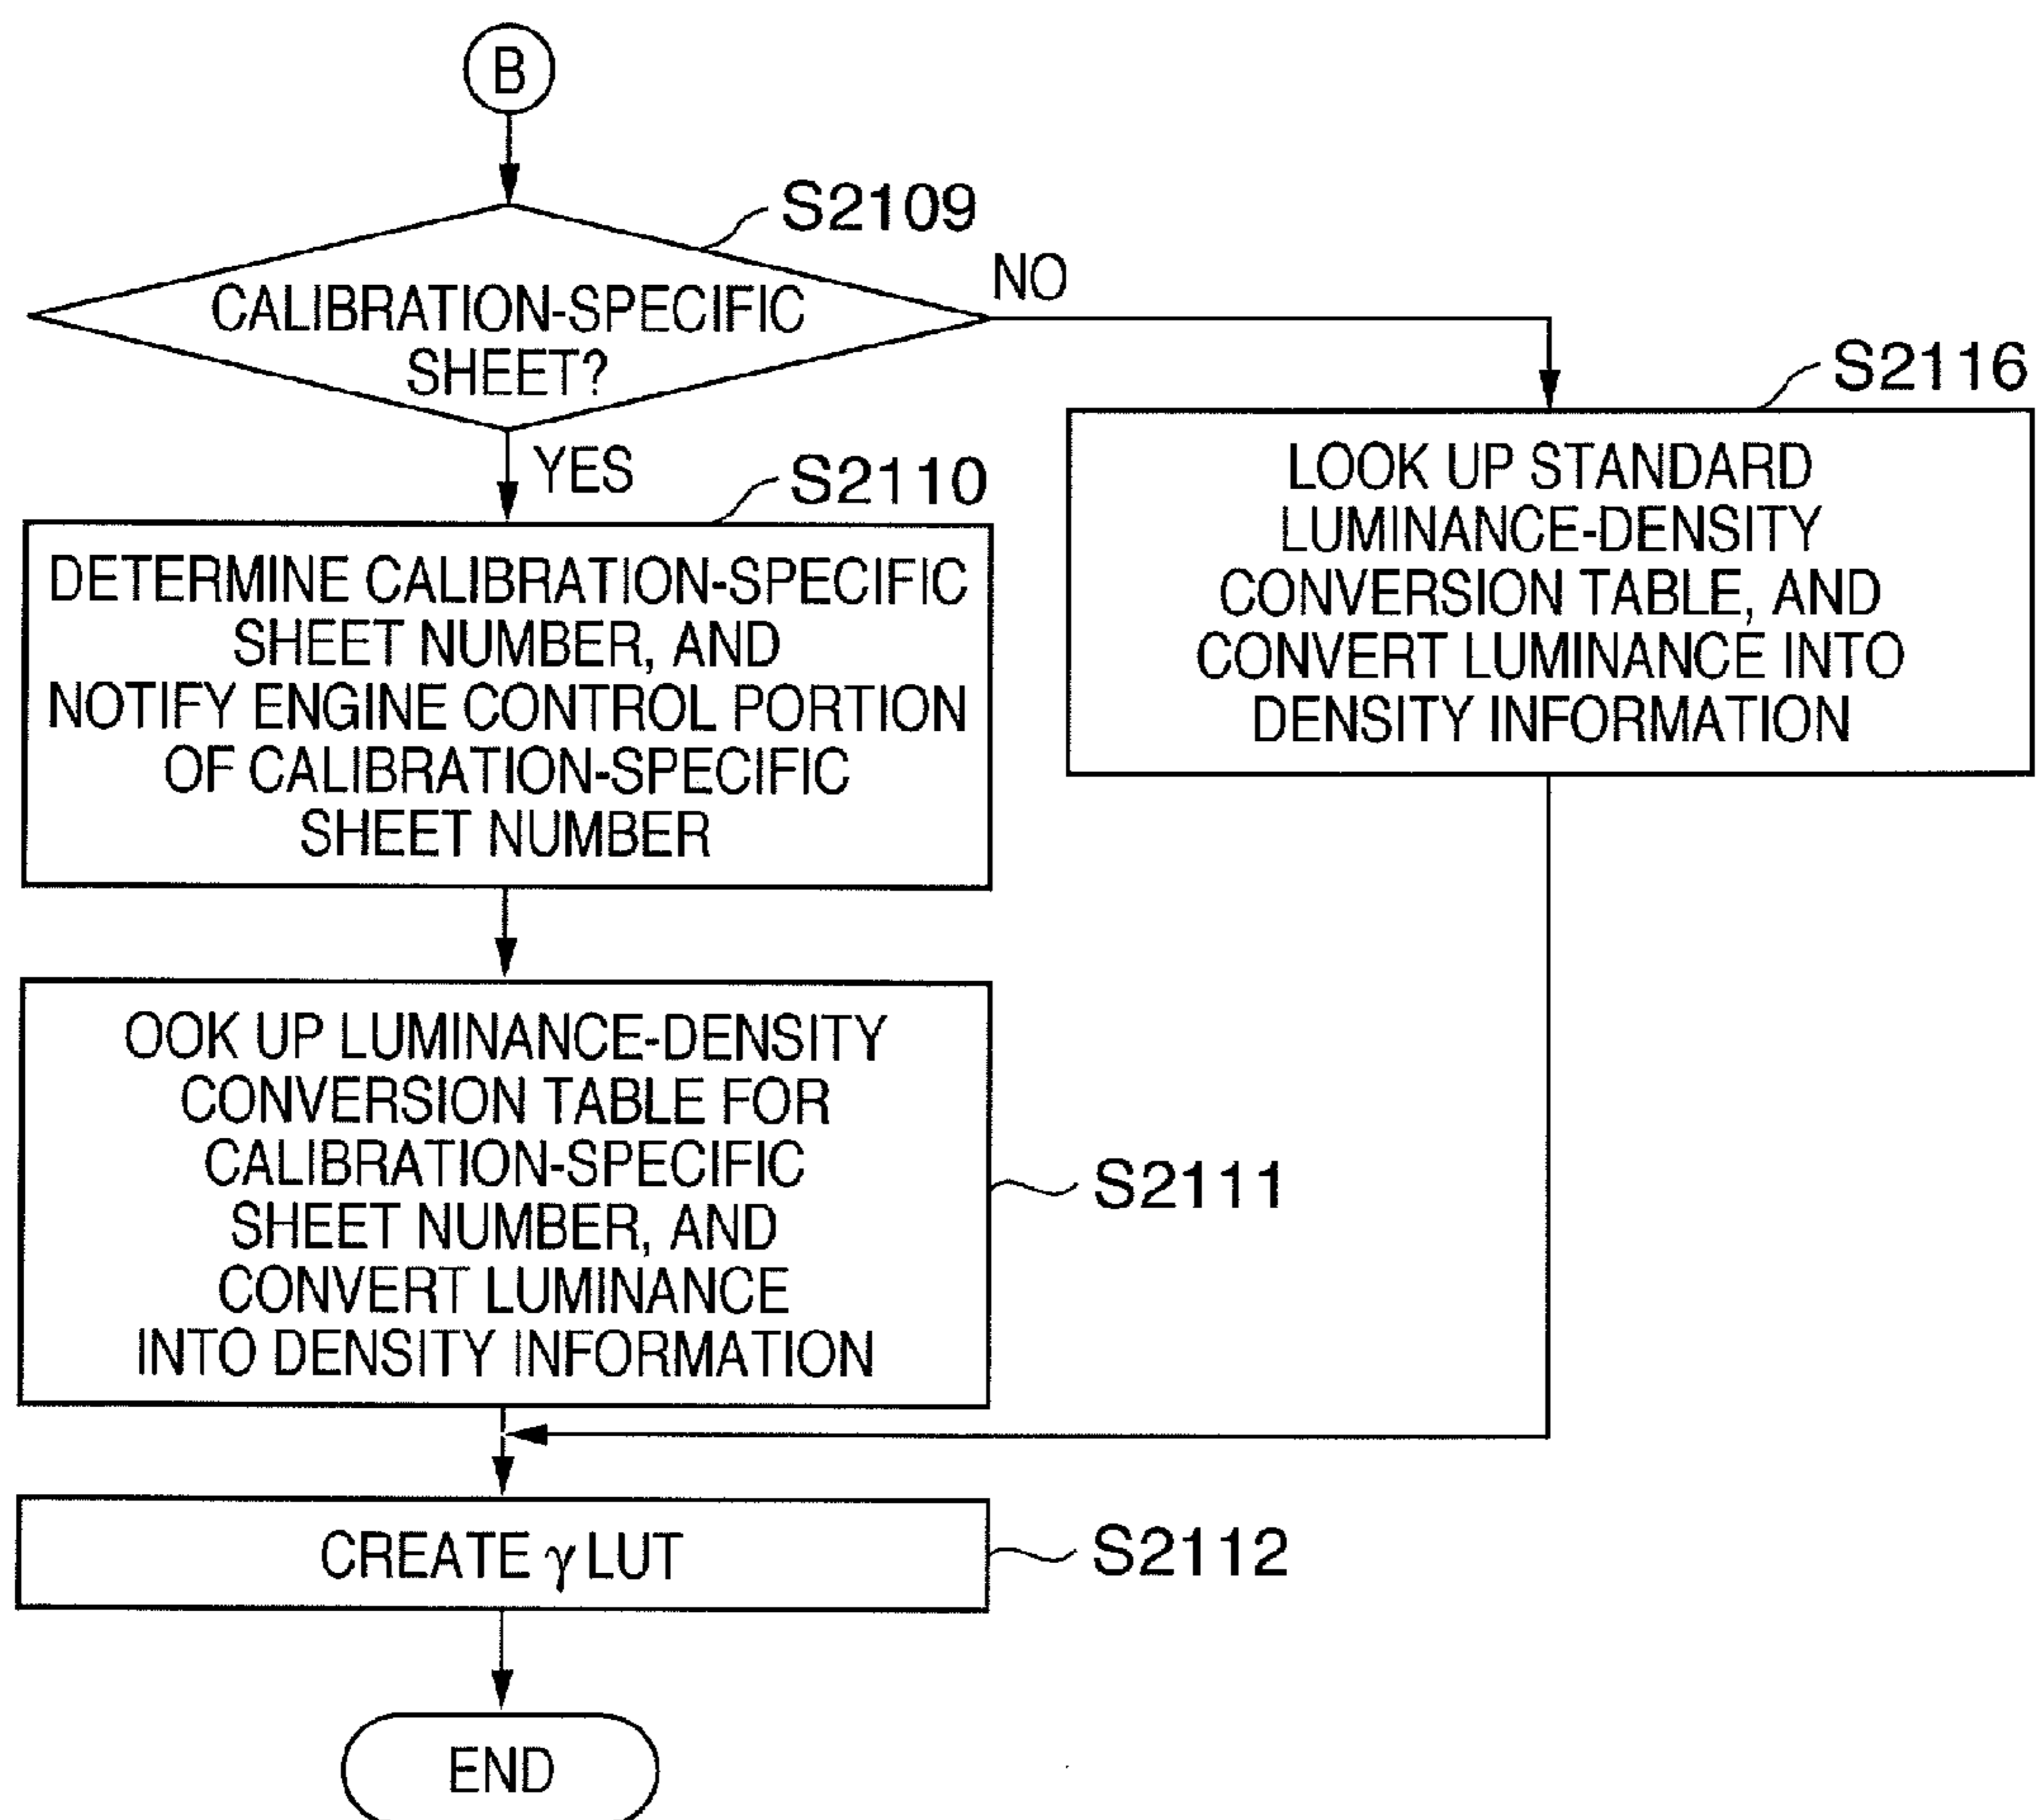 B
S2109
CALIBRATION-SPECIFIC
SHEET?
NO
YES
S2110
DETERMINE CALIBRATION-SPECIFIC
SHEET NUMBER, AND
NOTIFY ENGINE CONTROL PORTION
OF CALIBRATION-SPECIFIC
SHEET NUMBER
S2116
LOOK UP STANDARD
LUMINANCE-DENSITY
CONVERSION TABLE, AND
CONVERT LUMINANCE INTO
DENSITY INFORMATION
OOK UP LUMINANCE-DENSITY
CONVERSION TABLE FOR
CALIBRATION-SPECIFIC
SHEET NUMBER, AND
CONVERT LUMINANCE
INTO DENSITY INFORMATION
S2111
CREATE γ LUT
S2112
END